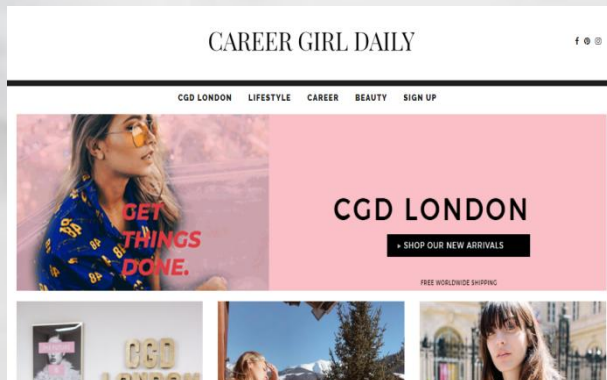 CAREER GIRL DAILY
CGD LONDON LIFESTYLE CAREER BEAUTY SIGN UP
GET
THINGS
DONE.
CGD LONDON
SHOP OUR NEW ARRIVALS
FREE WORLDWIDE SHIPPING
CGD
LONDON